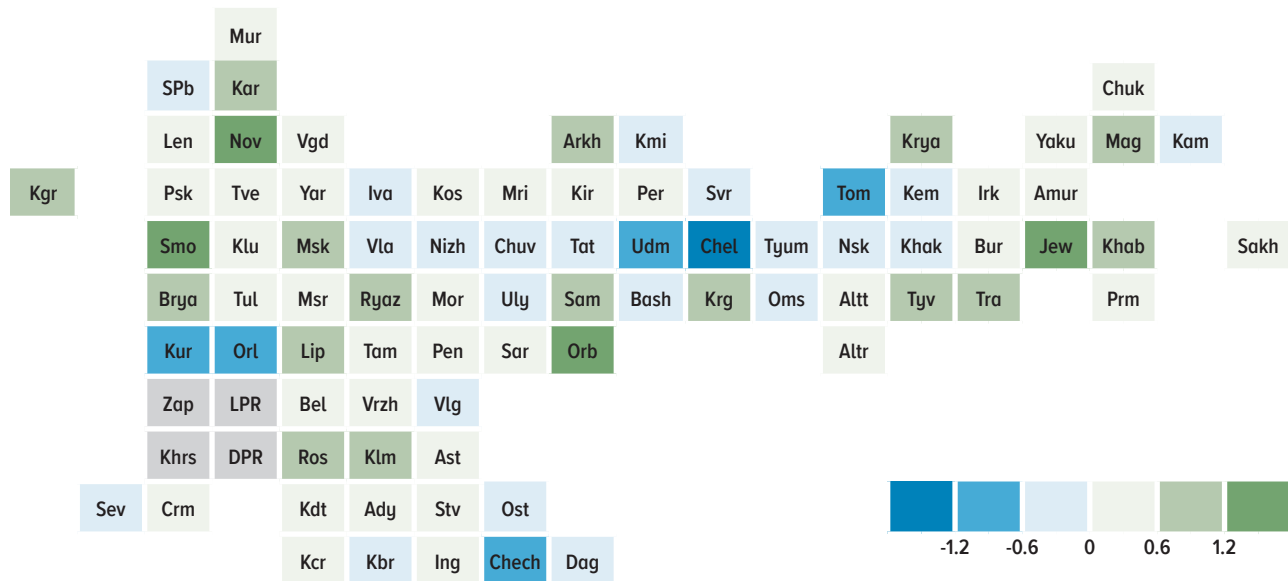 Mur
SPb Kar Chuk
Len Nov Vgd Arkh Kmi Krya Yaku Mag Kam
Kgr Psk Tve Yar Iva Kos Mri Kir Per Svr Tom Kem Irk Amur
Smo Klu Msk Vla Nizh Chuv Tat Udm Chel Tyum Nsk Khak Bur Jew Khab Sakh
Brya Tul Msr Ryaz Mor Uly Sam Bash Krg Oms Altt Tyv Tra Prm
Kur Orl Lip Tam Pen Sar Orb Altr
Zap LPR Bel Vrzh Vlg
Khrs DPR Ros Klm Ast
Sev Crm Kdt Ady Stv Ost
-1.2 -0.6 0 0.6 1.2
Kcr Kbr Ing Chech Dag